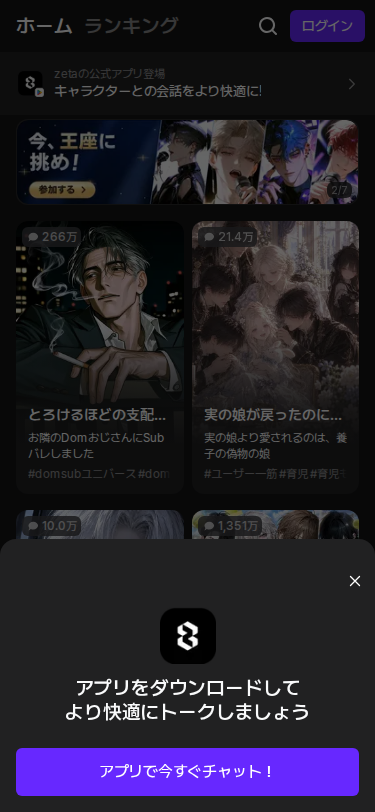 ホーム ランキング
ログイン
zetaの公式アプリ登場
キャラクターとの会話をより快適に!
今、王座に
挑め!
参加する
2/7
266万
21.4万
とろけるほどの支配...
実の娘が戻ったのに...
お隣のDomおじさんにSub
バレしました
実の娘より愛されるのは、養
子の偽物の娘
#domsubユニバース #dom
#ユーザー一筋 #育児 #育児
10.0万
1,351万
アプリをダウンロードして
より快適にトークしましょう
アプリで今すぐチャット!